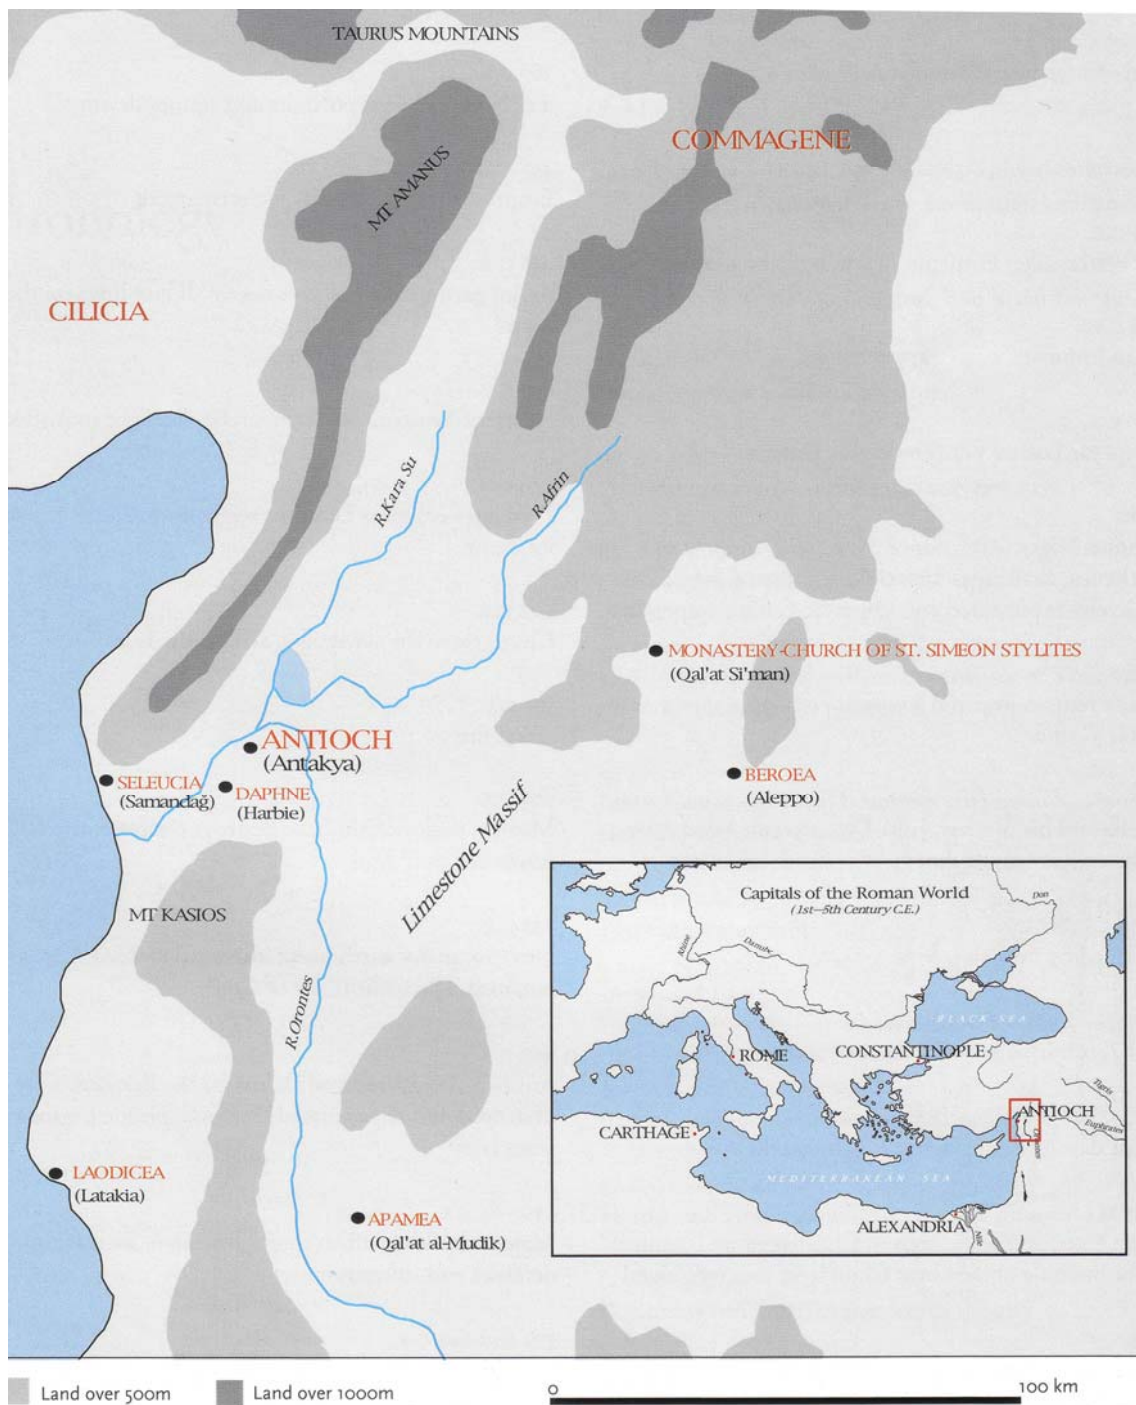 TAURUS MOUNTAINS
COMMAGENE
MT AMANUS
CILICIA
R.Kara Su
R.Afrin
MONASTERY-CHURCH OF ST. SIMEON STYLITES
(Qal'at Si'man)
ANTIOCH
(Antakya)
SELEUCIA
(Samandağ)
DAPHNE
(Harbie)
BEROEA
(Aleppo)
Limestone Massif
MT KASIOS
R.Orontes
LAODICEA
(Latakia)
APAMEA
(Qal'at al-Mudik)
Capitals of the Roman World
(1st—5th Century C.E.)
Don
Rhine
Danube
BLACK SEA
ROME
CONSTANTINOPLE
Tigris
ANTIOCH
Euphrates
Orontes
CARTHAGE
MEDITERRANEAN SEA
ALEXANDRIA
Nile
Land over 500m
Land over 1000m
0
100 km